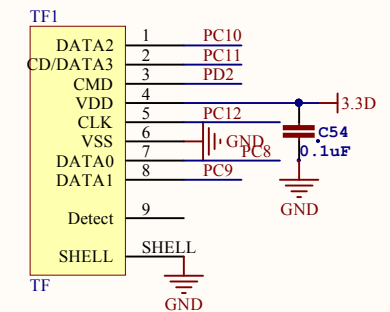 TF1
DATA2 1 PC10
CD/DATA3 2 PC11
CMD 3 PD2
VDD 4 3.3D
CLK 5 PC12 C54
VSS 6 GND
DATA0 7 PC8 0.1uF
DATA1 8 PC9
GND
Detect 9
SHELL SHELL
TF
GND